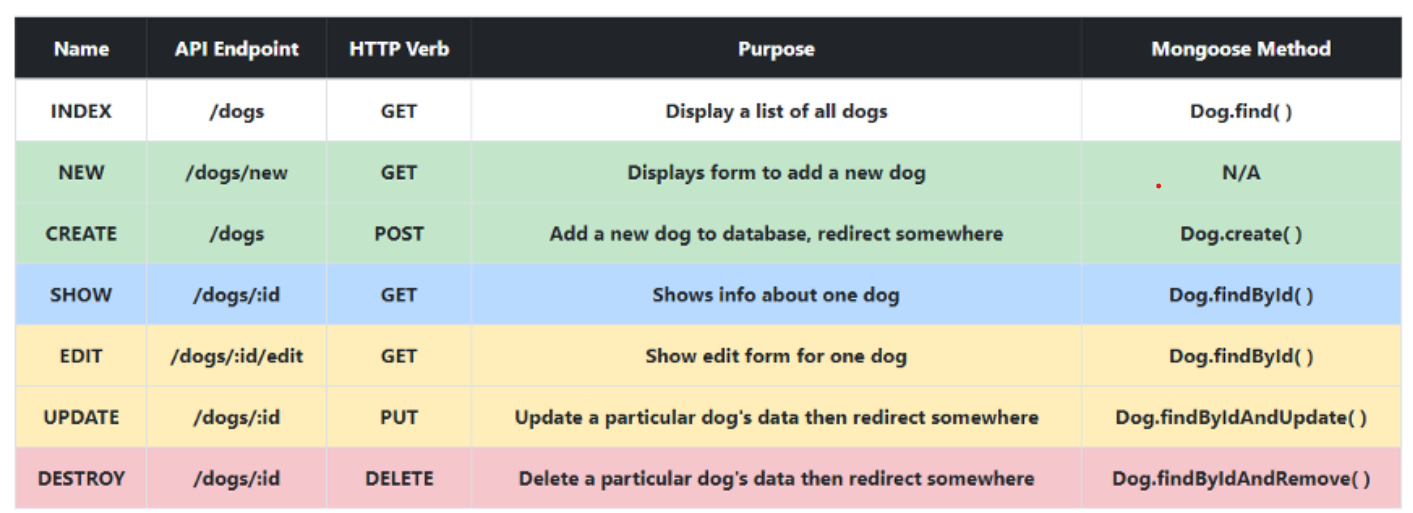 Name API Endpoint HTTP Verb Purpose Mongoose Method
INDEX /dogs GET Display a list of all dogs Dog.find( )
NEW /dogs/new GET Displays form to add a new dog N/A
CREATE /dogs POST Add a new dog to database, redirect somewhere Dog.create( )
SHOW /dogs/:id GET Shows info about one dog Dog.findById( )
EDIT /dogs/:id/edit GET Show edit form for one dog Dog.findById( )
UPDATE /dogs/:id PUT Update a particular dog's data then redirect somewhere Dog.findByIdAndUpdate( )
DESTROY /dogs/:id DELETE Delete a particular dog's data then redirect somewhere Dog.findByIdAndRemove( )